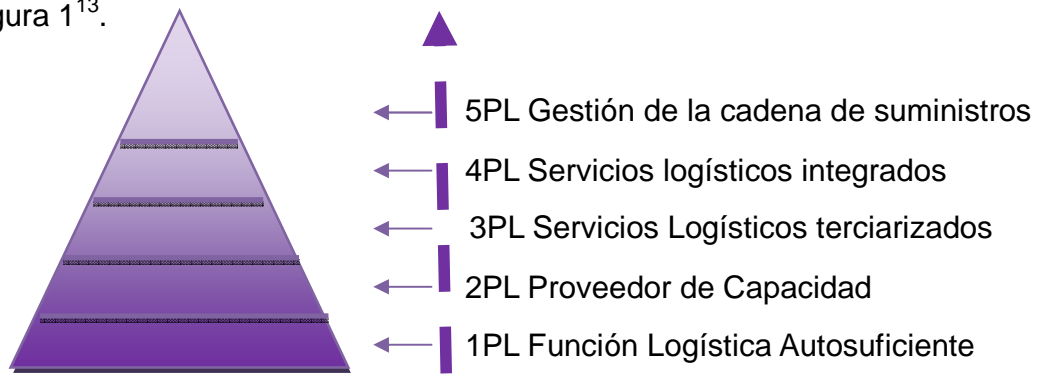 gura 1¹³.
5PL Gestión de la cadena de suministros
4PL Servicios logísticos integrados
3PL Servicios Logísticos terciarizados
2PL Proveedor de Capacidad
1PL Función Logística Autosuficiente